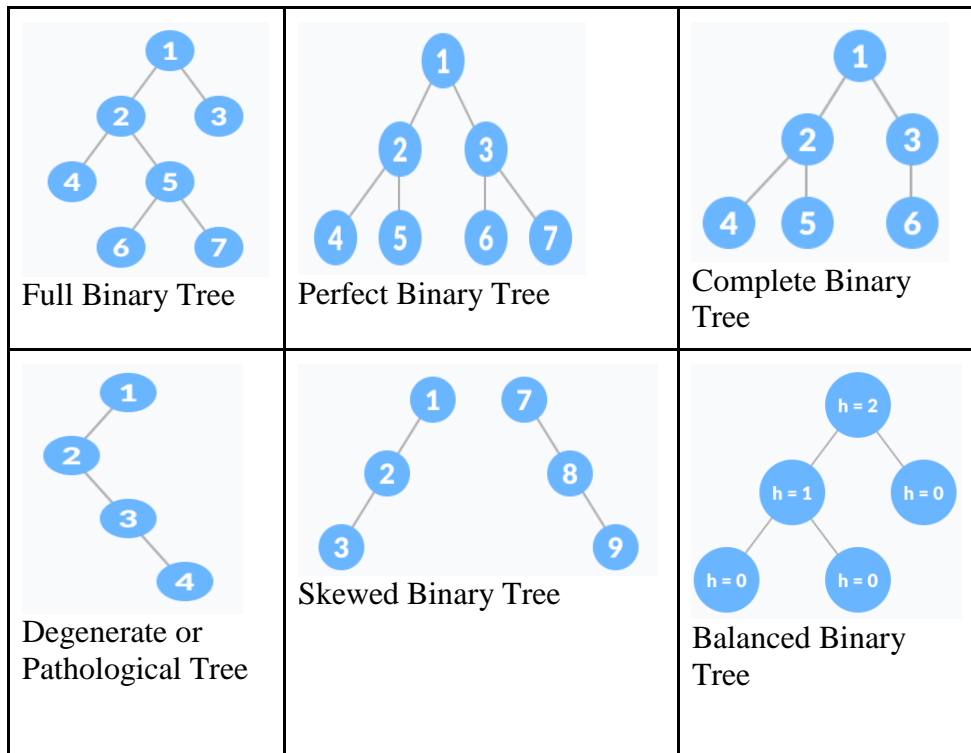 1
2 3
4 5
6 7
Full Binary Tree
1
2 3
4 5 6 7
Perfect Binary Tree
1
2 3
4 5 6
Complete Binary
Tree
1
2
3
4
Degenerate or
Pathological Tree
1 7
2 8
3 9
Skewed Binary Tree
h = 2
h = 1 h = 0
h = 0 h = 0
Balanced Binary
Tree